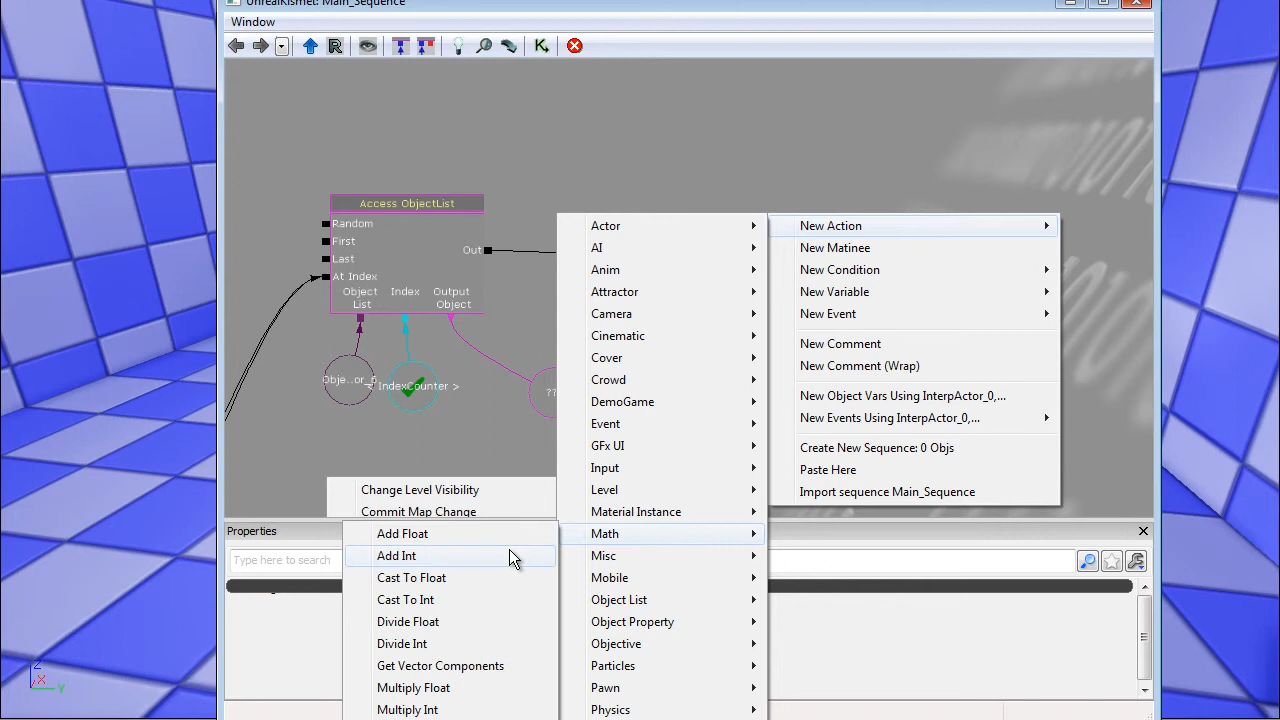 UnrealKismet: Main_Sequence
Window
Access ObjectList
Random
First
Last
At Index
Out
Object List
Index
Output Object
Obje...or_6
< IndexCounter >
??
Actor
AI
Anim
Attractor
Camera
Cinematic
Cover
Crowd
DemoGame
Event
GFx UI
Input
Level
Material Instance
Math
Misc
Mobile
Object List
Object Property
Objective
Particles
Pawn
Physics
New Action
New Matinee
New Condition
New Variable
New Event
New Comment
New Comment (Wrap)
New Object Vars Using InterpActor_0,...
New Events Using InterpActor_0,...
Create New Sequence: 0 Objs
Paste Here
Import sequence Main_Sequence
Change Level Visibility
Commit Map Change
Add Float
Add Int
Cast To Float
Cast To Int
Divide Float
Divide Int
Get Vector Components
Multiply Float
Multiply Int
Properties
Type here to
Z
X
Y